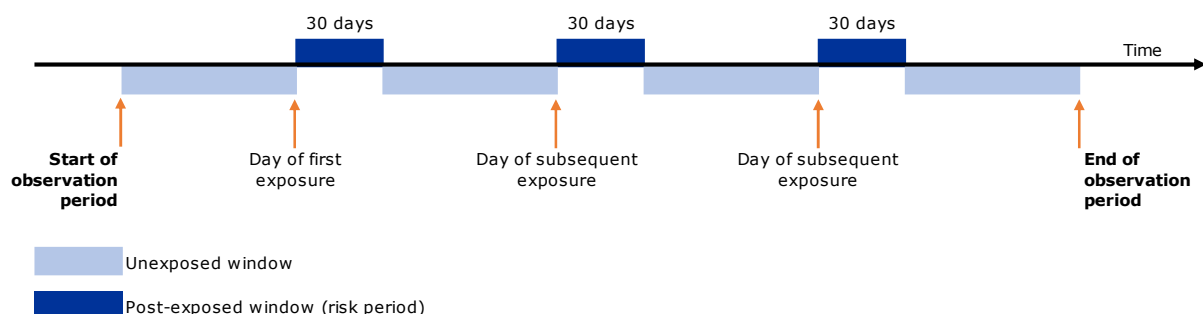 30 days
30 days
30 days
Time
Start of
observation
period
Day of first
exposure
Day of subsequent
exposure
Day of subsequent
exposure
End of
observation
period
Unexposed window
Post-exposed window (risk period)